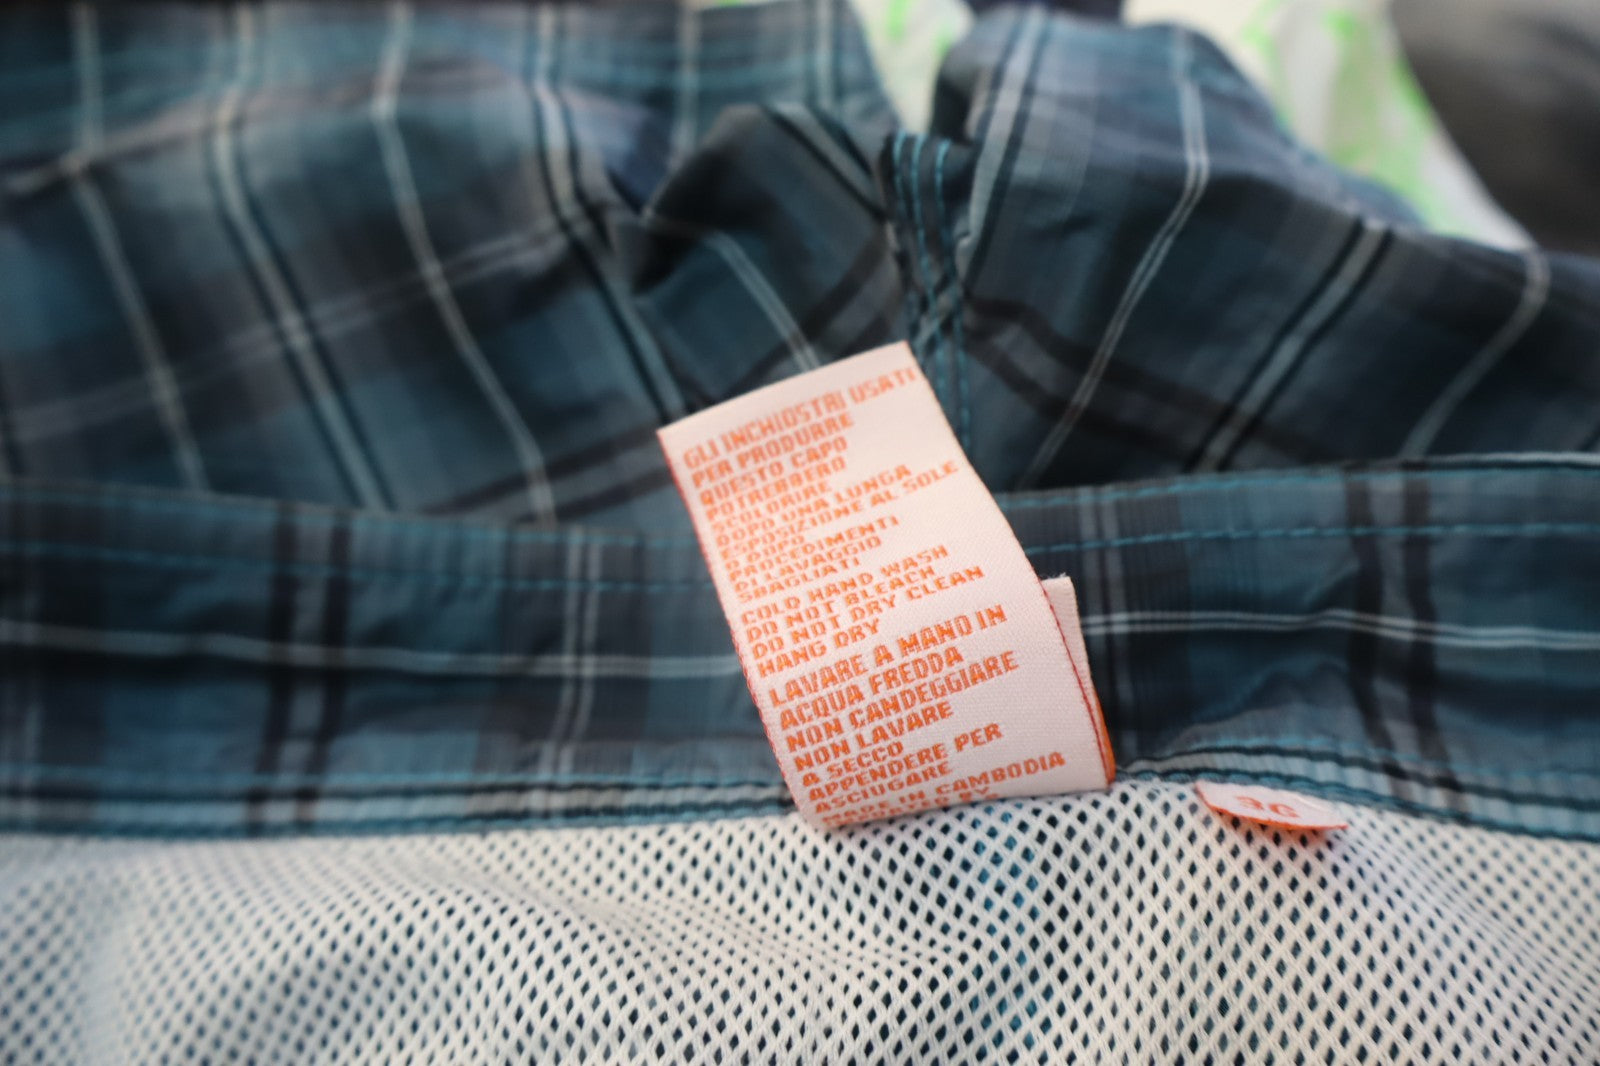 GLI INCHIOSTRI USATI
PER PRODURRE
QUESTO CAPO
POTREBBERO
SCOLORIRE
DOPO UNA LUNGA
ESPOSIZIONE AL SOLE
O DOPO
PROCEDIMENTI
DI LAVAGGIO
SBAGLIATI
COLD HAND WASH
DO NOT BLEACH
DO NOT DRY CLEAN
HANG DRY
LAVARE A MANO IN
ACQUA FREDDA
NON CANDEGGIARE
NON LAVARE
A SECCO
APPENDERE PER
ASCIUGARE
MADE IN CAMBODIA